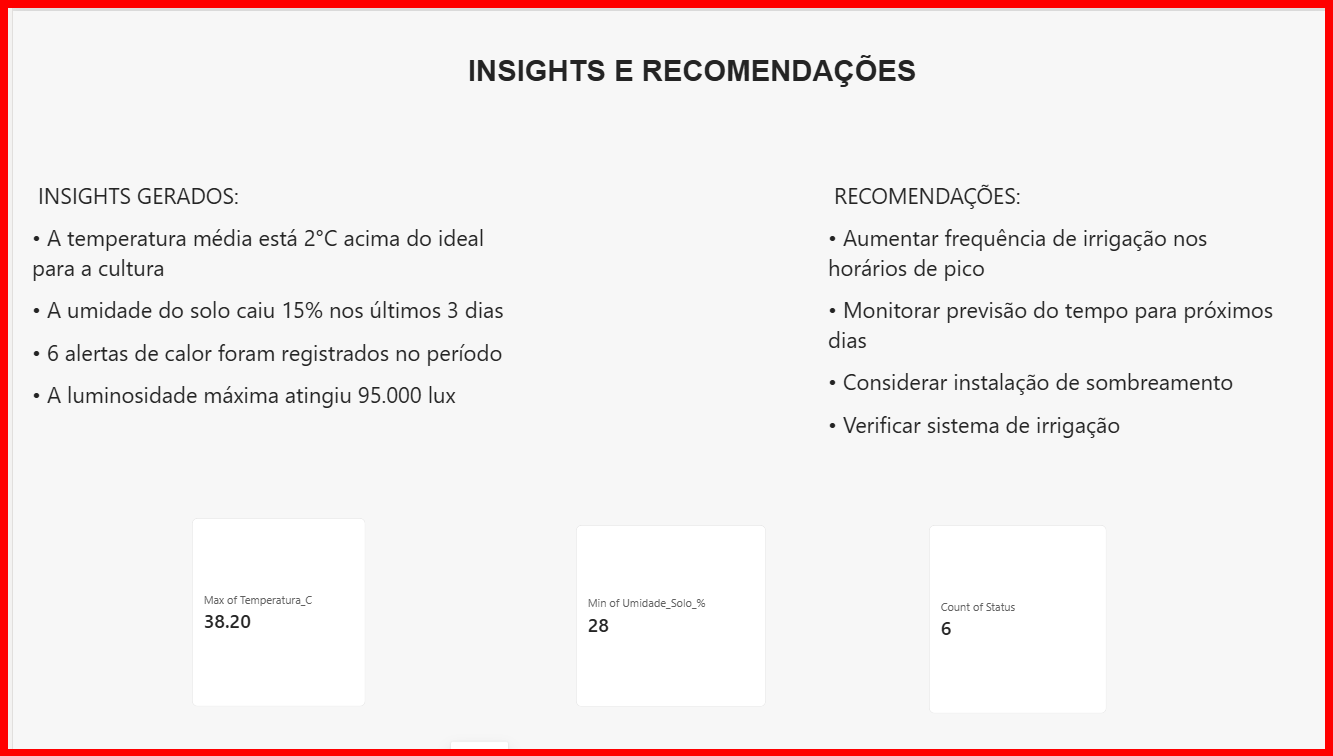 INSIGHTS E RECOMENDAÇÕES
INSIGHTS GERADOS:
• A temperatura média está 2°C acima do ideal
para a cultura
• A umidade do solo caiu 15% nos últimos 3 dias
• 6 alertas de calor foram registrados no período
• A luminosidade máxima atingiu 95.000 lux
RECOMENDAÇÕES:
• Aumentar frequência de irrigação nos
horários de pico
• Monitorar previsão do tempo para próximos
dias
• Considerar instalação de sombreamento
• Verificar sistema de irrigação
Max of Temperatura_C
38.20
Min of Umidade_Solo_%
28
Count of Status
6